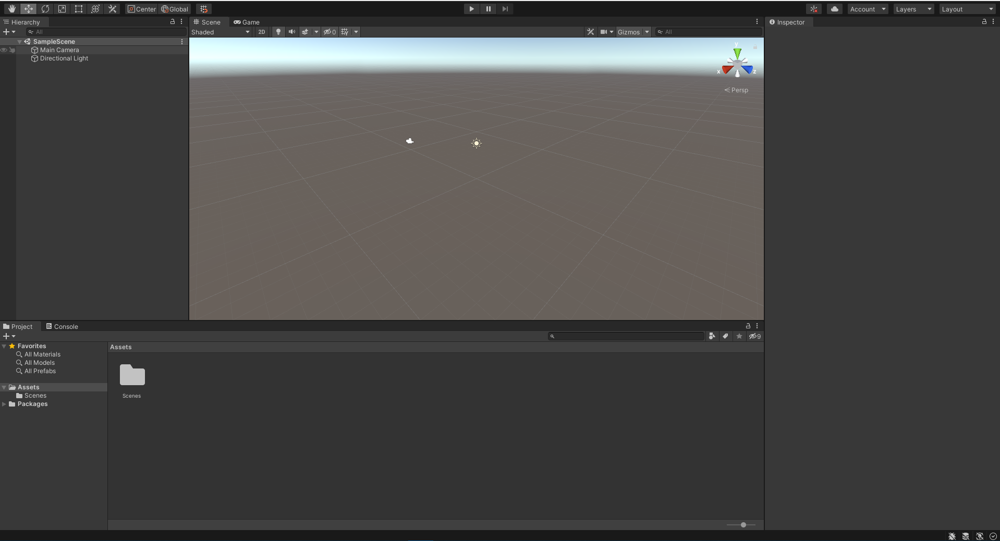 Center Global
Account Layers Layout
Hierarchy
All
SampleScene
Main Camera
Directional Light
Scene Game
Shaded 2D 0 Gizmos All
y
x z
Persp
Inspector
Project Console
9
Favorites
All Materials
All Models
All Prefabs
Assets
Scenes
Packages
Assets
Scenes